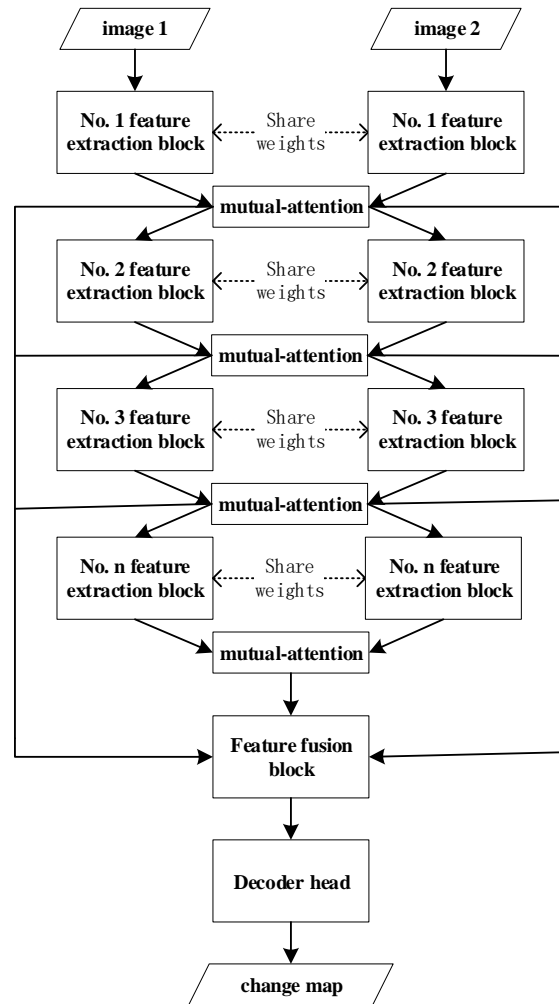 image 1
image 2
No. 1 feature
extraction block
Share
weights
No. 1 feature
extraction block
mutual-attention
No. 2 feature
extraction block
Share
weights
No. 2 feature
extraction block
mutual-attention
No. 3 feature
extraction block
Share
weights
No. 3 feature
extraction block
mutual-attention
No. n feature
extraction block
Share
weights
No. n feature
extraction block
mutual-attention
Feature fusion
block
Decoder head
change map